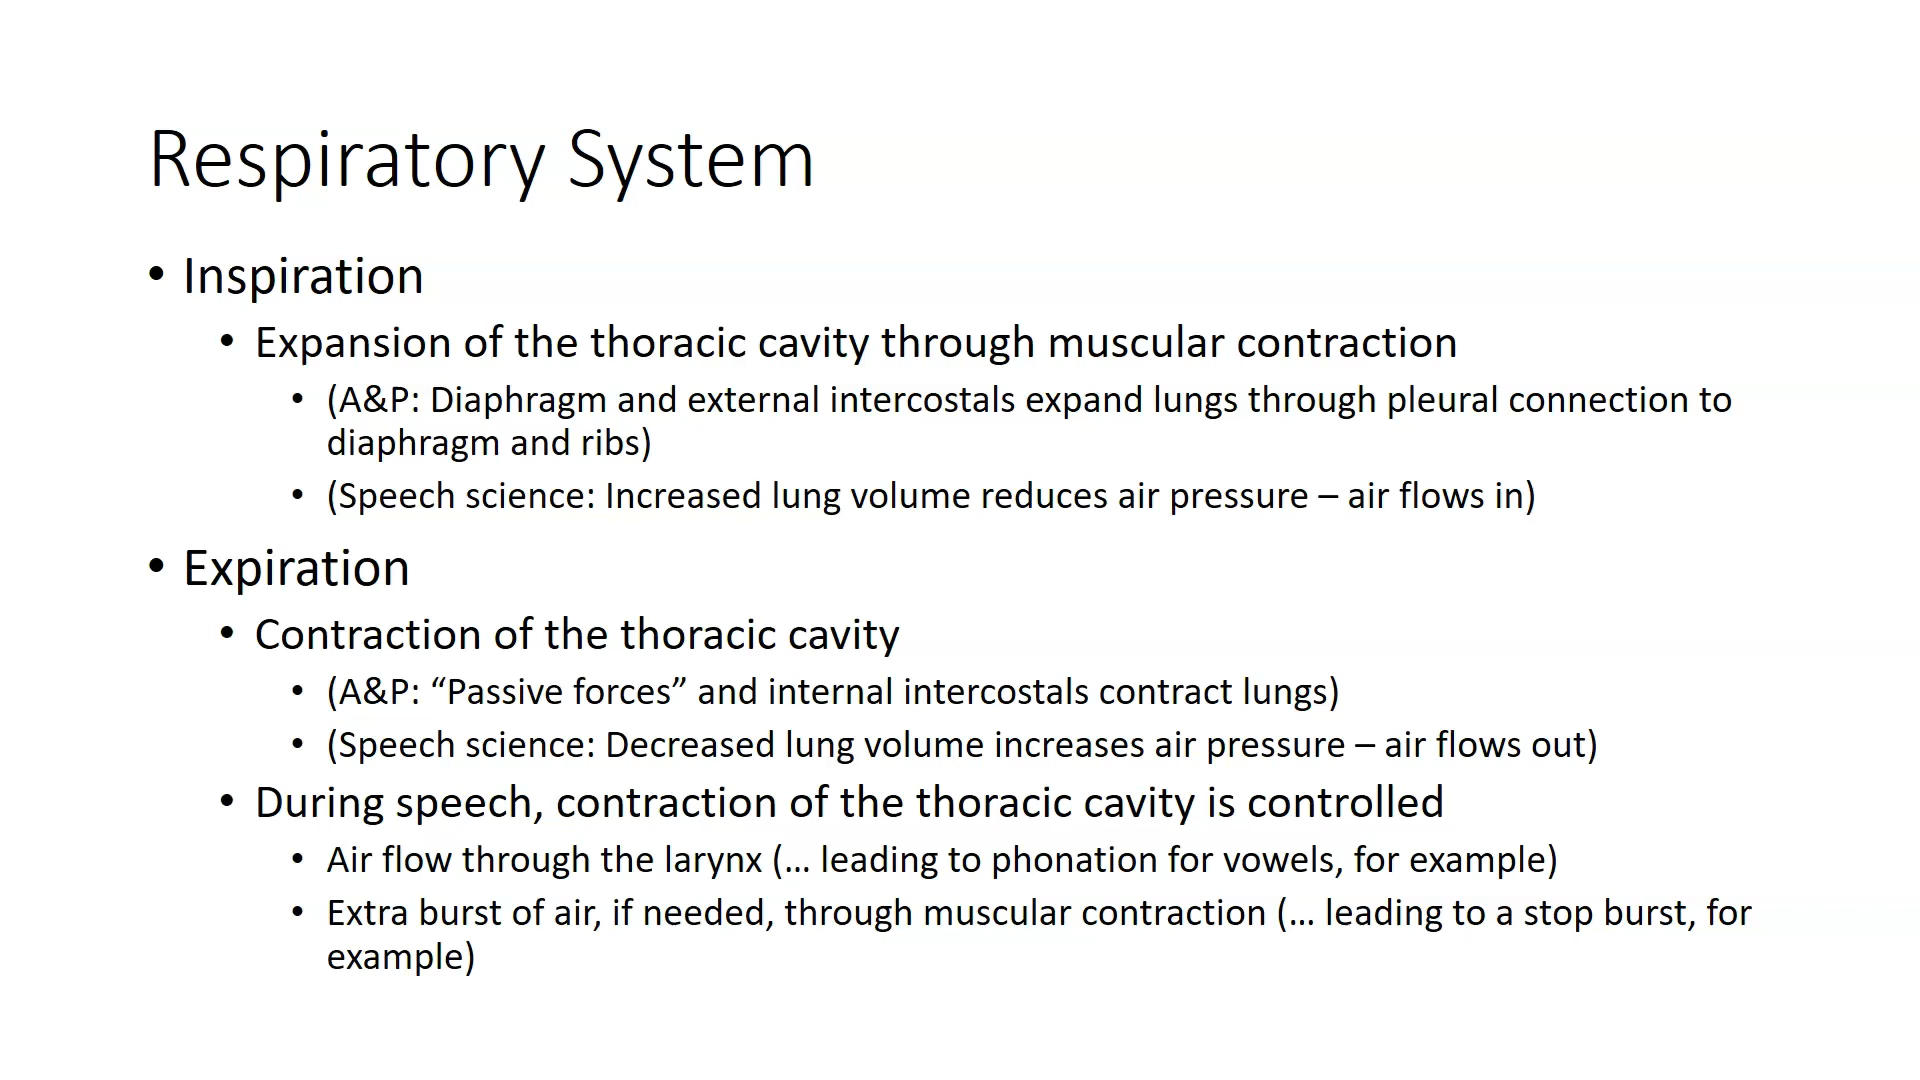 Respiratory System
• Inspiration
• Expansion of the thoracic cavity through muscular contraction
• (A&P: Diaphragm and external intercostals expand lungs through pleural connection to
diaphragm and ribs)
• (Speech science: Increased lung volume reduces air pressure – air flows in)
• Expiration
• Contraction of the thoracic cavity
• (A&P: “Passive forces” and internal intercostals contract lungs)
• (Speech science: Decreased lung volume increases air pressure – air flows out)
• During speech, contraction of the thoracic cavity is controlled
• Air flow through the larynx (… leading to phonation for vowels, for example)
• Extra burst of air, if needed, through muscular contraction (… leading to a stop burst, for
example)